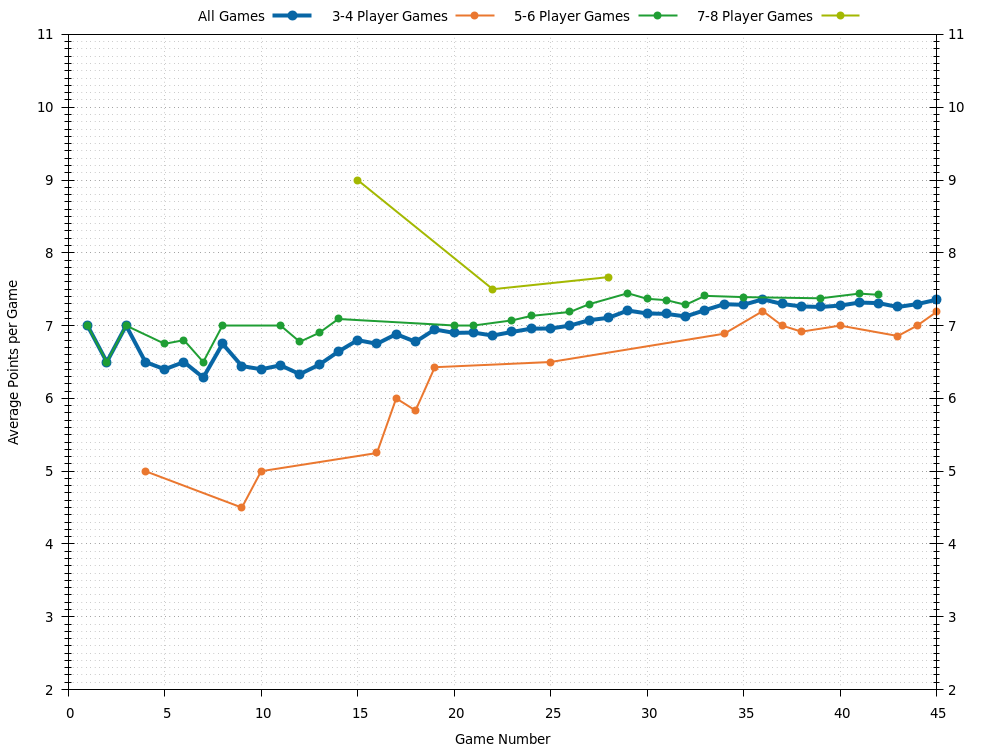 All Games 3-4 Player Games 5-6 Player Games 7-8 Player Games
11 11
10 10
9 9
8 8
7 7
6 6
5 5
4 4
3 3
2 2
Average Points per Game
0 5 10 15 20 25 30 35 40 45
Game Number